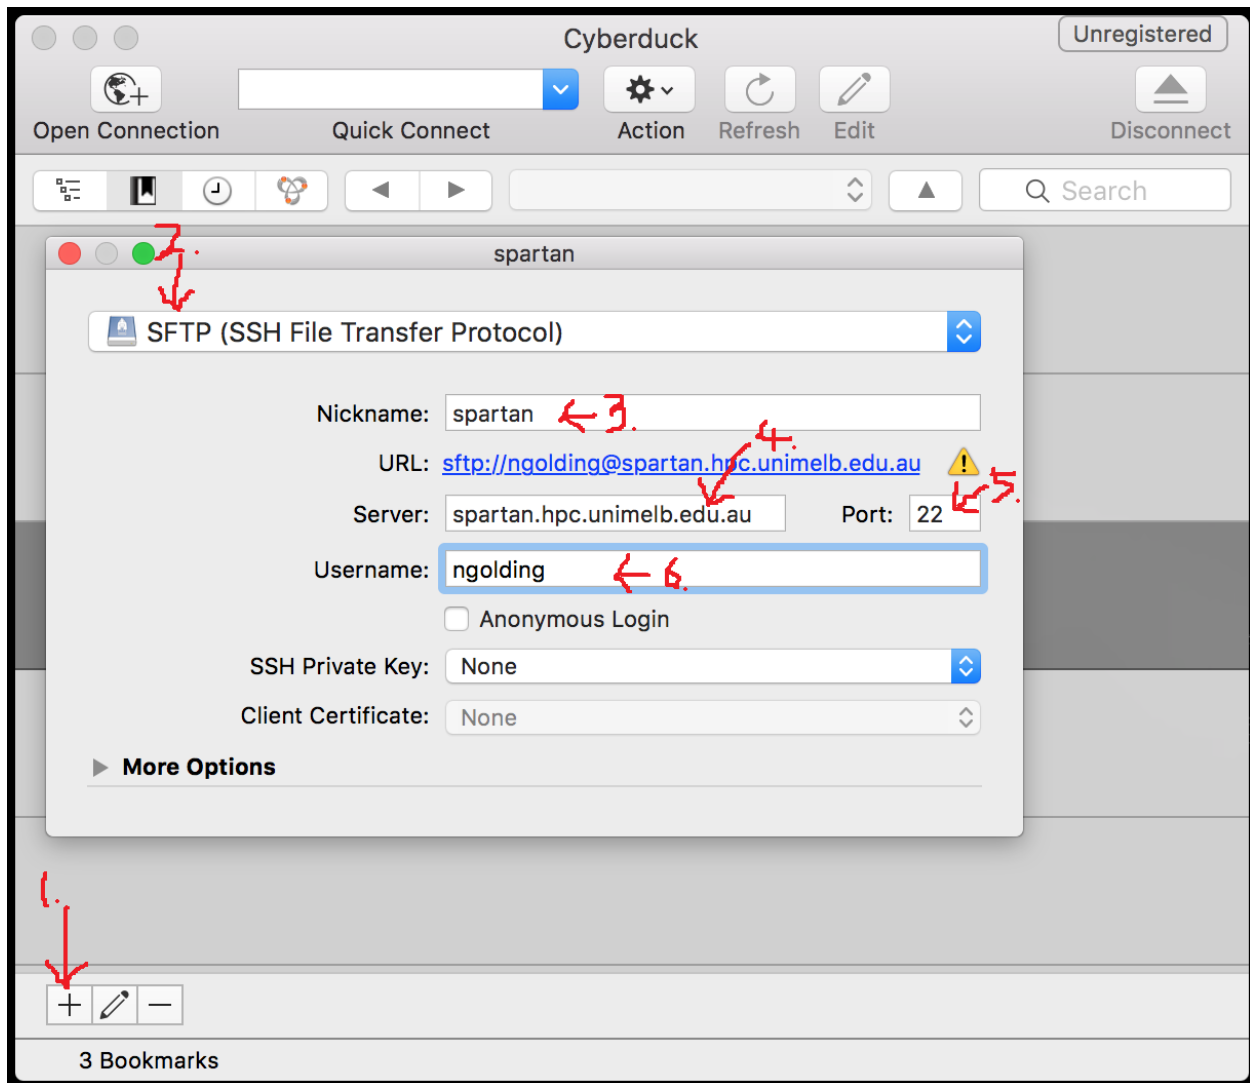 Cyberduck
Unregistered
Open Connection
Quick Connect
Action
Refresh
Edit
Disconnect
Search
2.
spartan
SFTP (SSH File Transfer Protocol)
Nickname: spartan ← 3.
4.
URL: sftp://ngolding@spartan.hpc.unimelb.edu.au
5.
Server: spartan.hpc.unimelb.edu.au Port: 22
Username: ngolding ← 6.
Anonymous Login
SSH Private Key: None
Client Certificate: None
More Options
1.
3 Bookmarks